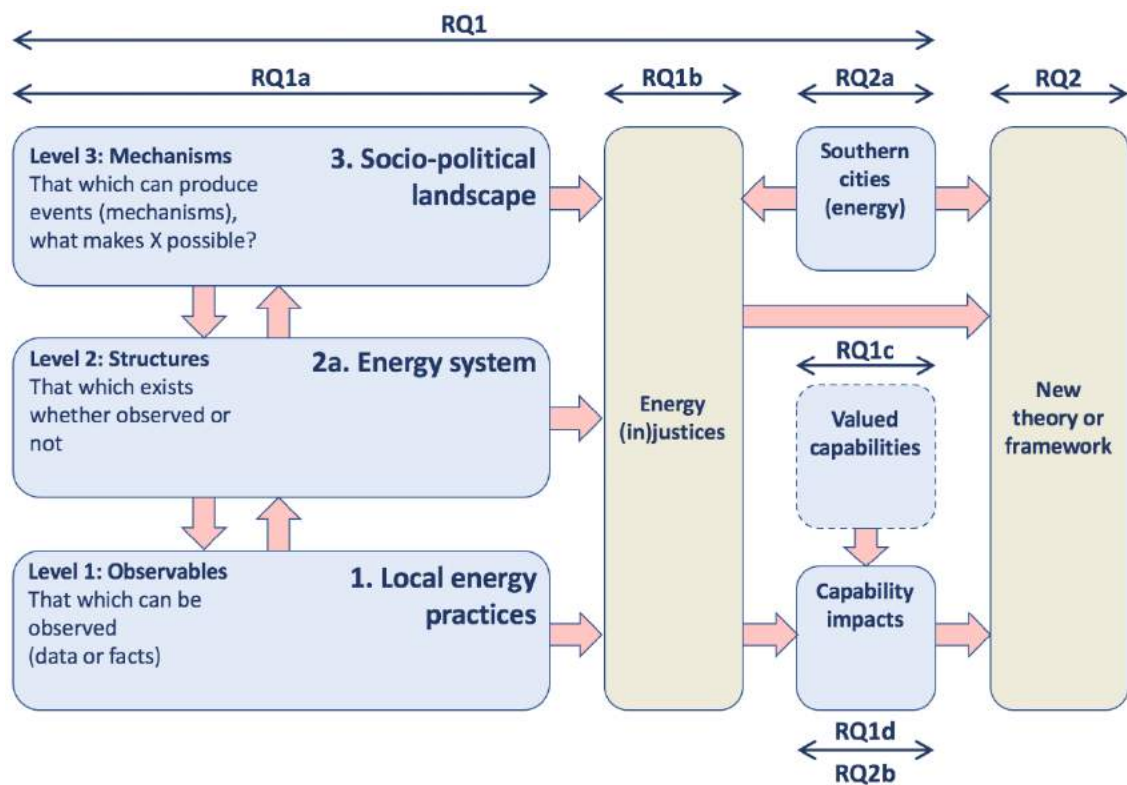 RQ1
RQ1a
RQ1b
RQ2a
RQ2
Level 3: Mechanisms
That which can produce
events (mechanisms),
what makes X possible?
3. Socio-political
landscape
Southern
cities
(energy)
Level 2: Structures
That which exists
whether observed or
not
2a. Energy system
Energy
(in)justices
RQ1c
Valued
capabilities
New
theory or
framework
Level 1: Observables
That which can be
observed
(data or facts)
1. Local energy
practices
Capability
impacts
RQ1d
RQ2b